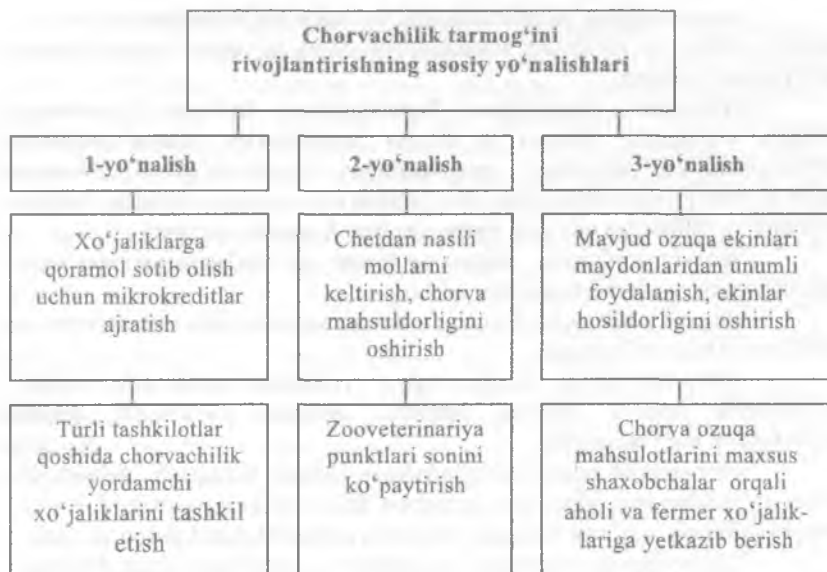 Chorvachilik tarmog‘ini
rivojlantirishning asosiy yo‘nalishlari
1-yo‘nalish
2-yo‘nalish
3-yo‘nalish
Xo‘jaliklarga
qoramol sotib olish
uchun mikrokreditlar
ajratish
Chetdan naslli
mollarni
keltirish, chorva
mahsuldorligini
oshirish
Mavjud ozuqa ekinlari
maydonlaridan unumli
foydalanish, ekinlar
hosildorligini oshirish
Turli tashkilotlar
qoshida chorvachilik
yordamchi
xo‘jaliklarini tashkil
etish
Zooveterinariya
punktlari sonini
ko‘paytirish
Chorva ozuqa
mahsulotlarini maxsus
shaxobchalar orqali
aholi va fermer xo‘jalik-
lariga yetkazib berish